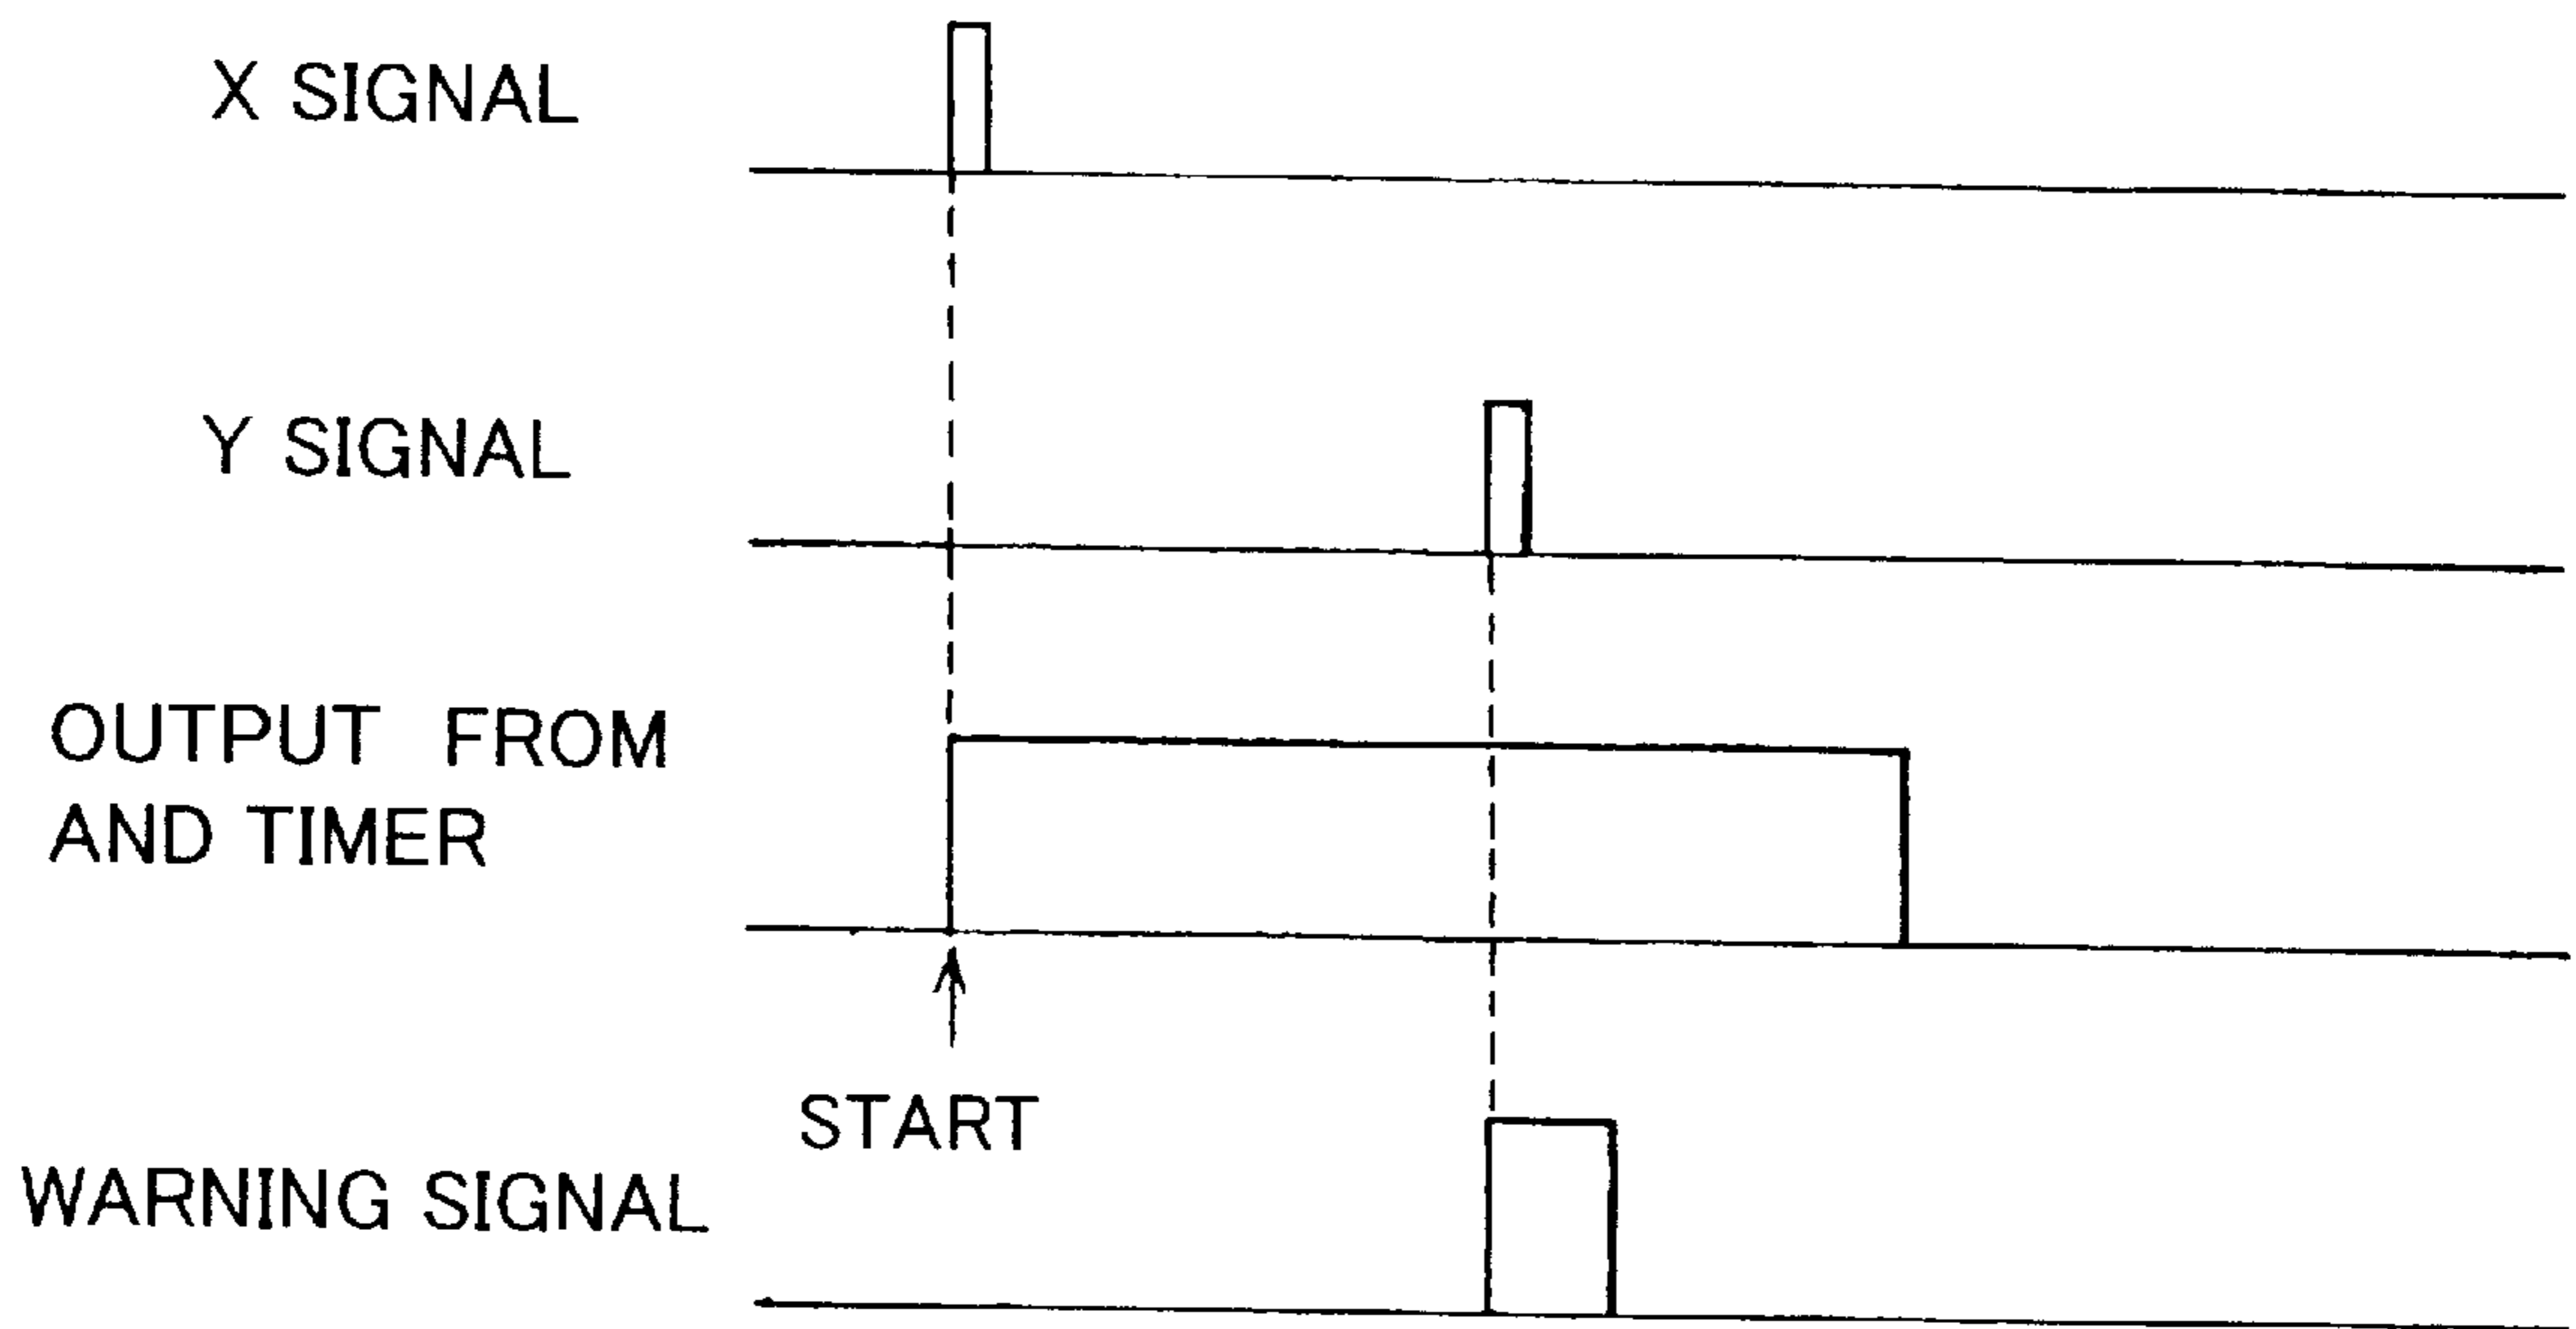 X SIGNAL
Y SIGNAL
OUTPUT FROM
AND TIMER
START
WARNING SIGNAL